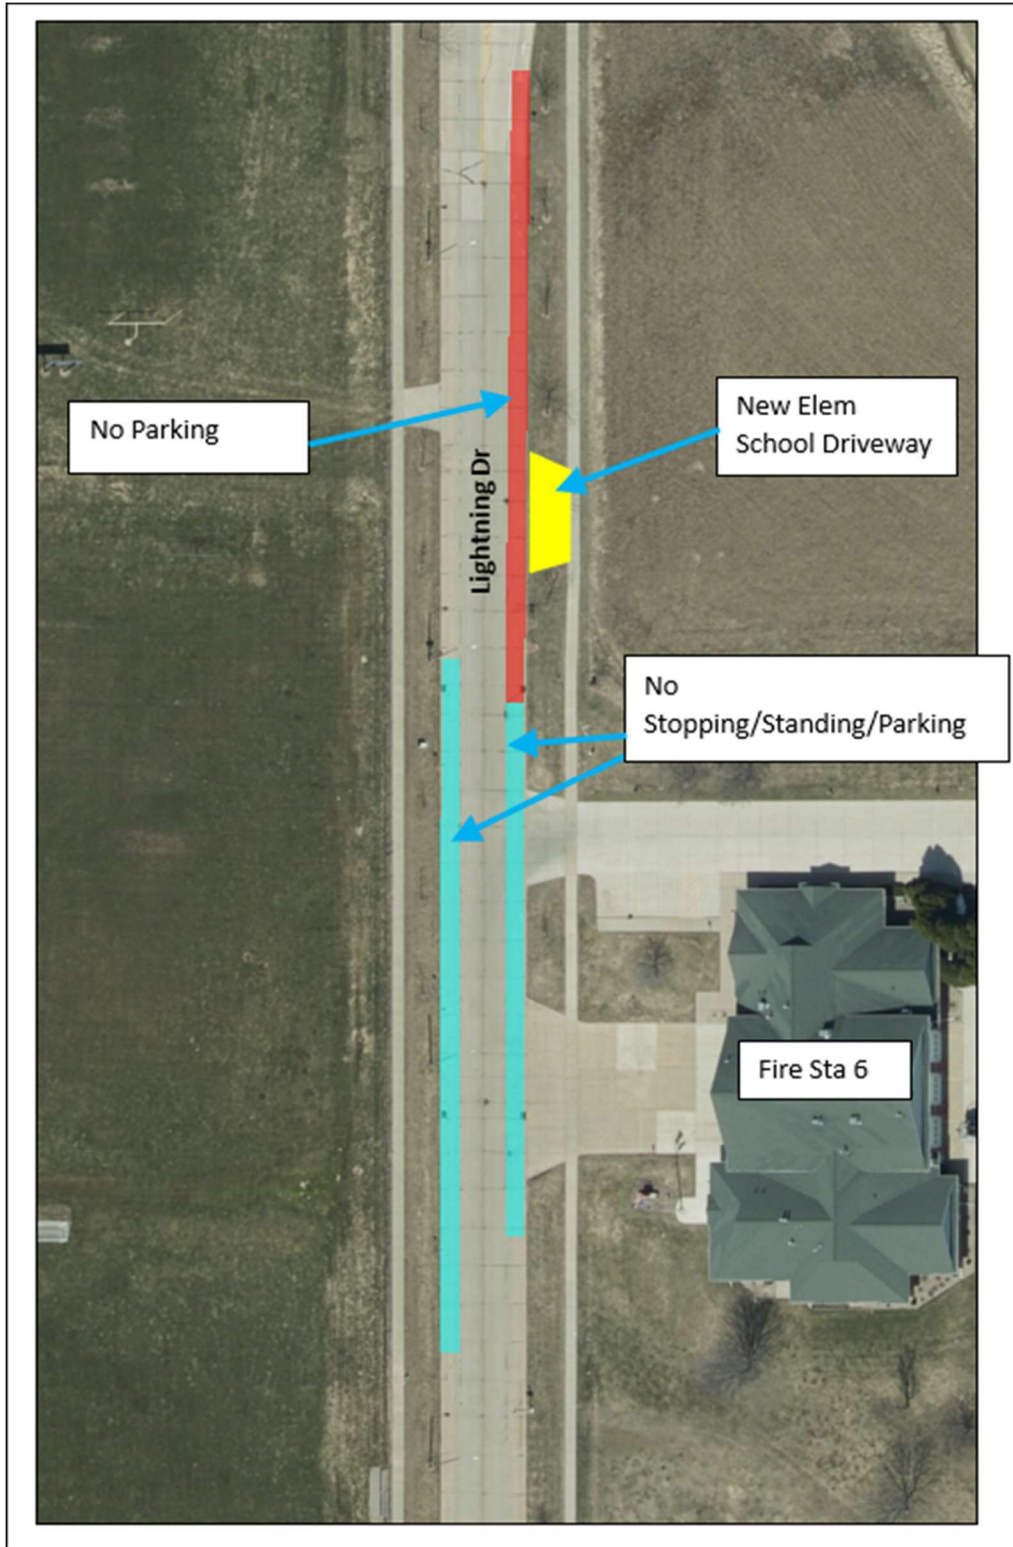 No Parking
New Elem
School Driveway
Lightning Dr
No
Stopping/Standing/Parking
Fire Sta 6